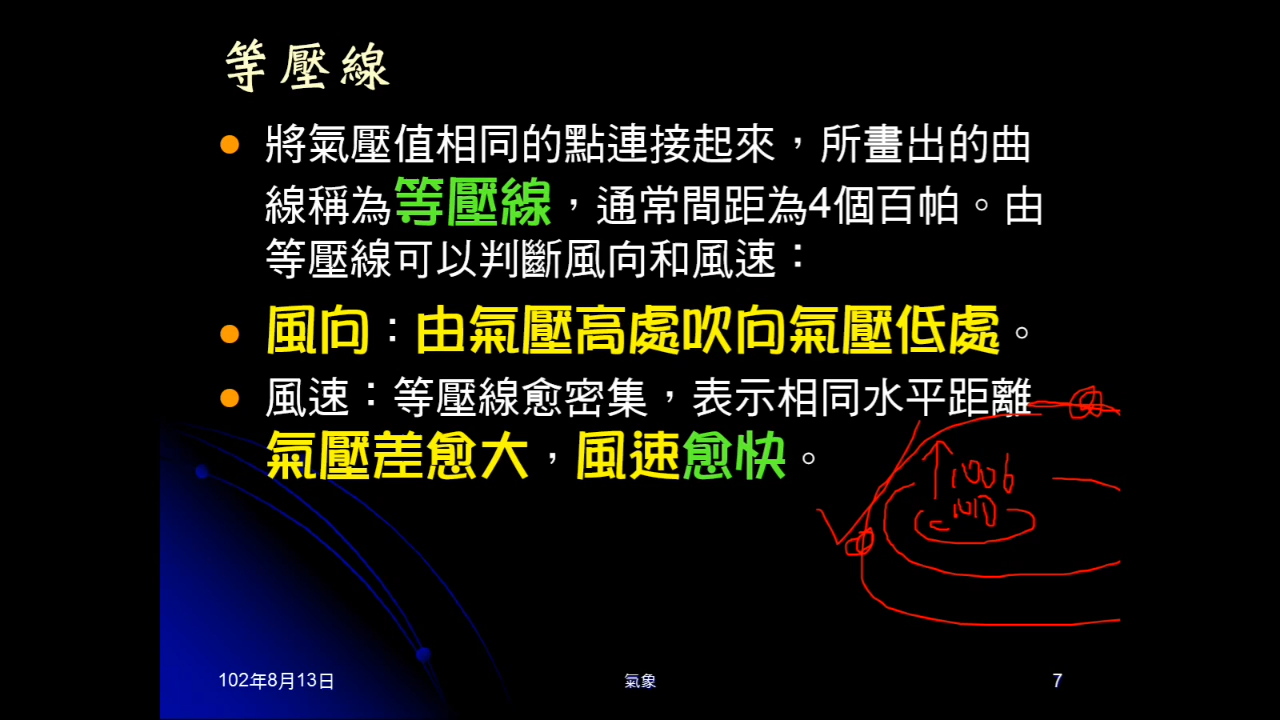 等壓線
將氣壓值相同的點連接起來，所畫出的曲
線稱為等壓線，通常間距為4個百帕。由
等壓線可以判斷風向和風速：
風向：由氣壓高處吹向氣壓低處。
風速：等壓線愈密集，表示相同水平距離
氣壓差愈大，風速愈快。
1006
1010
102年8月13日
氣象
7